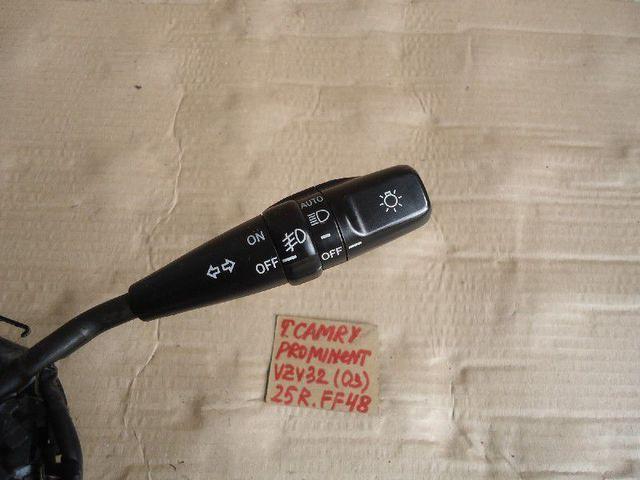 AUTO
ON
OFF
OFF
T.CAMRY
PROMINENT
VZV32 (03)
25R.FF48